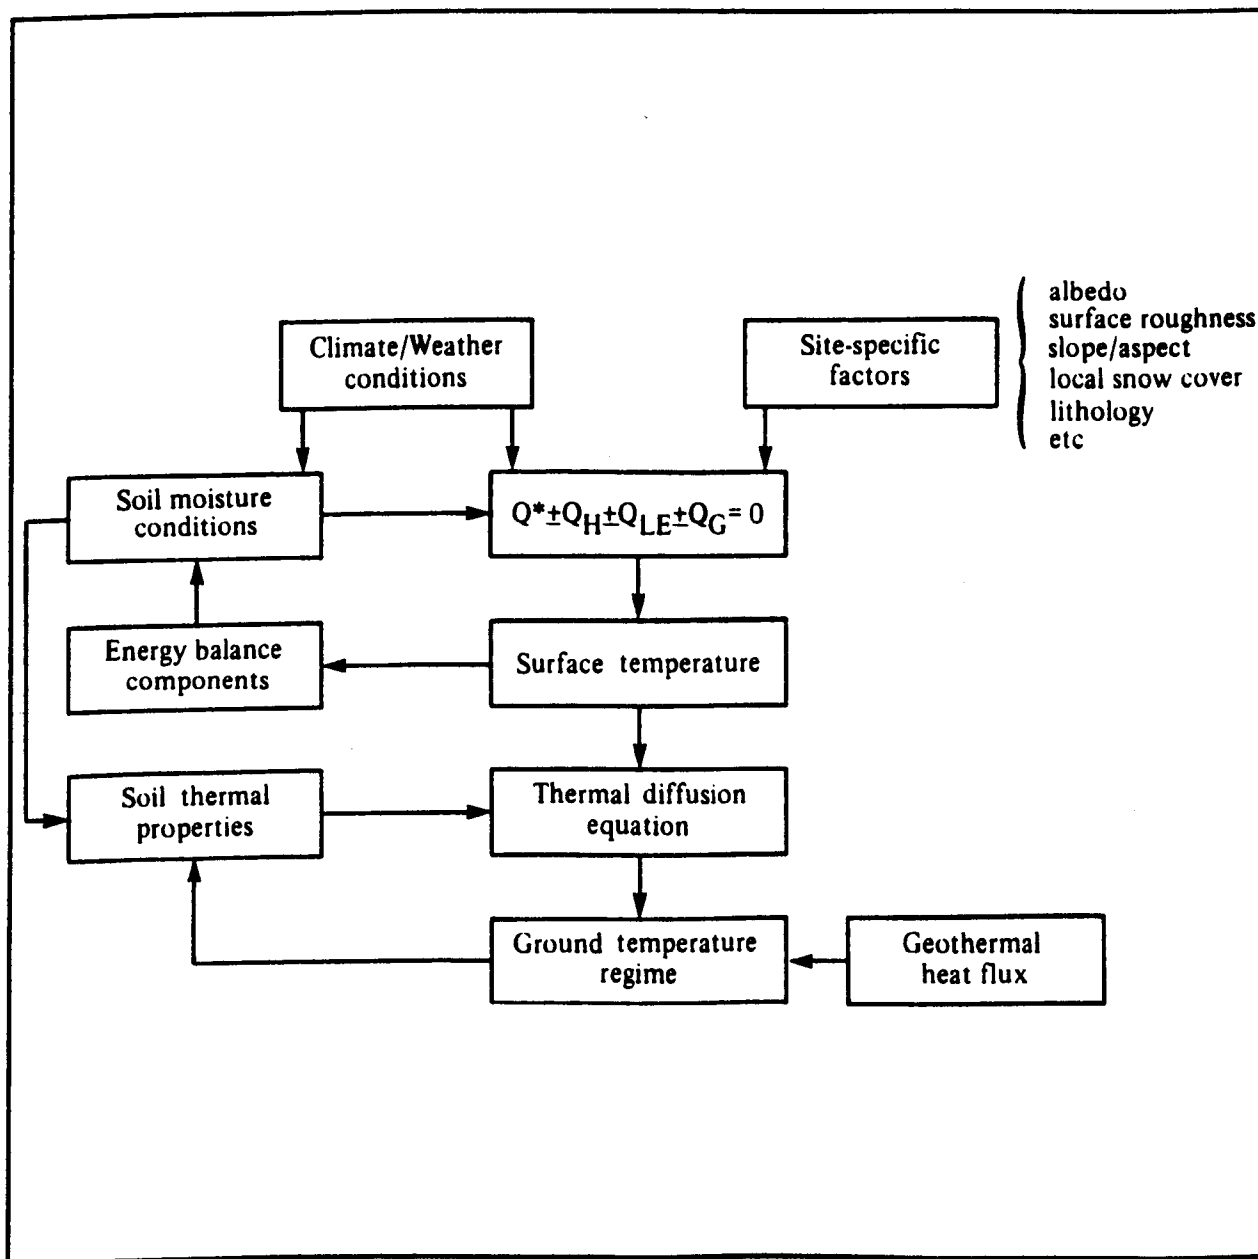 Climate/Weather
conditions
Site-specific
factors
albedo
surface roughness
slope/aspect
local snow cover
lithology
etc
Soil moisture
conditions
Q*±QH±QLE±QG= 0
Energy balance
components
Surface temperature
Soil thermal
properties
Thermal diffusion
equation
Ground temperature
regime
Geothermal
heat flux